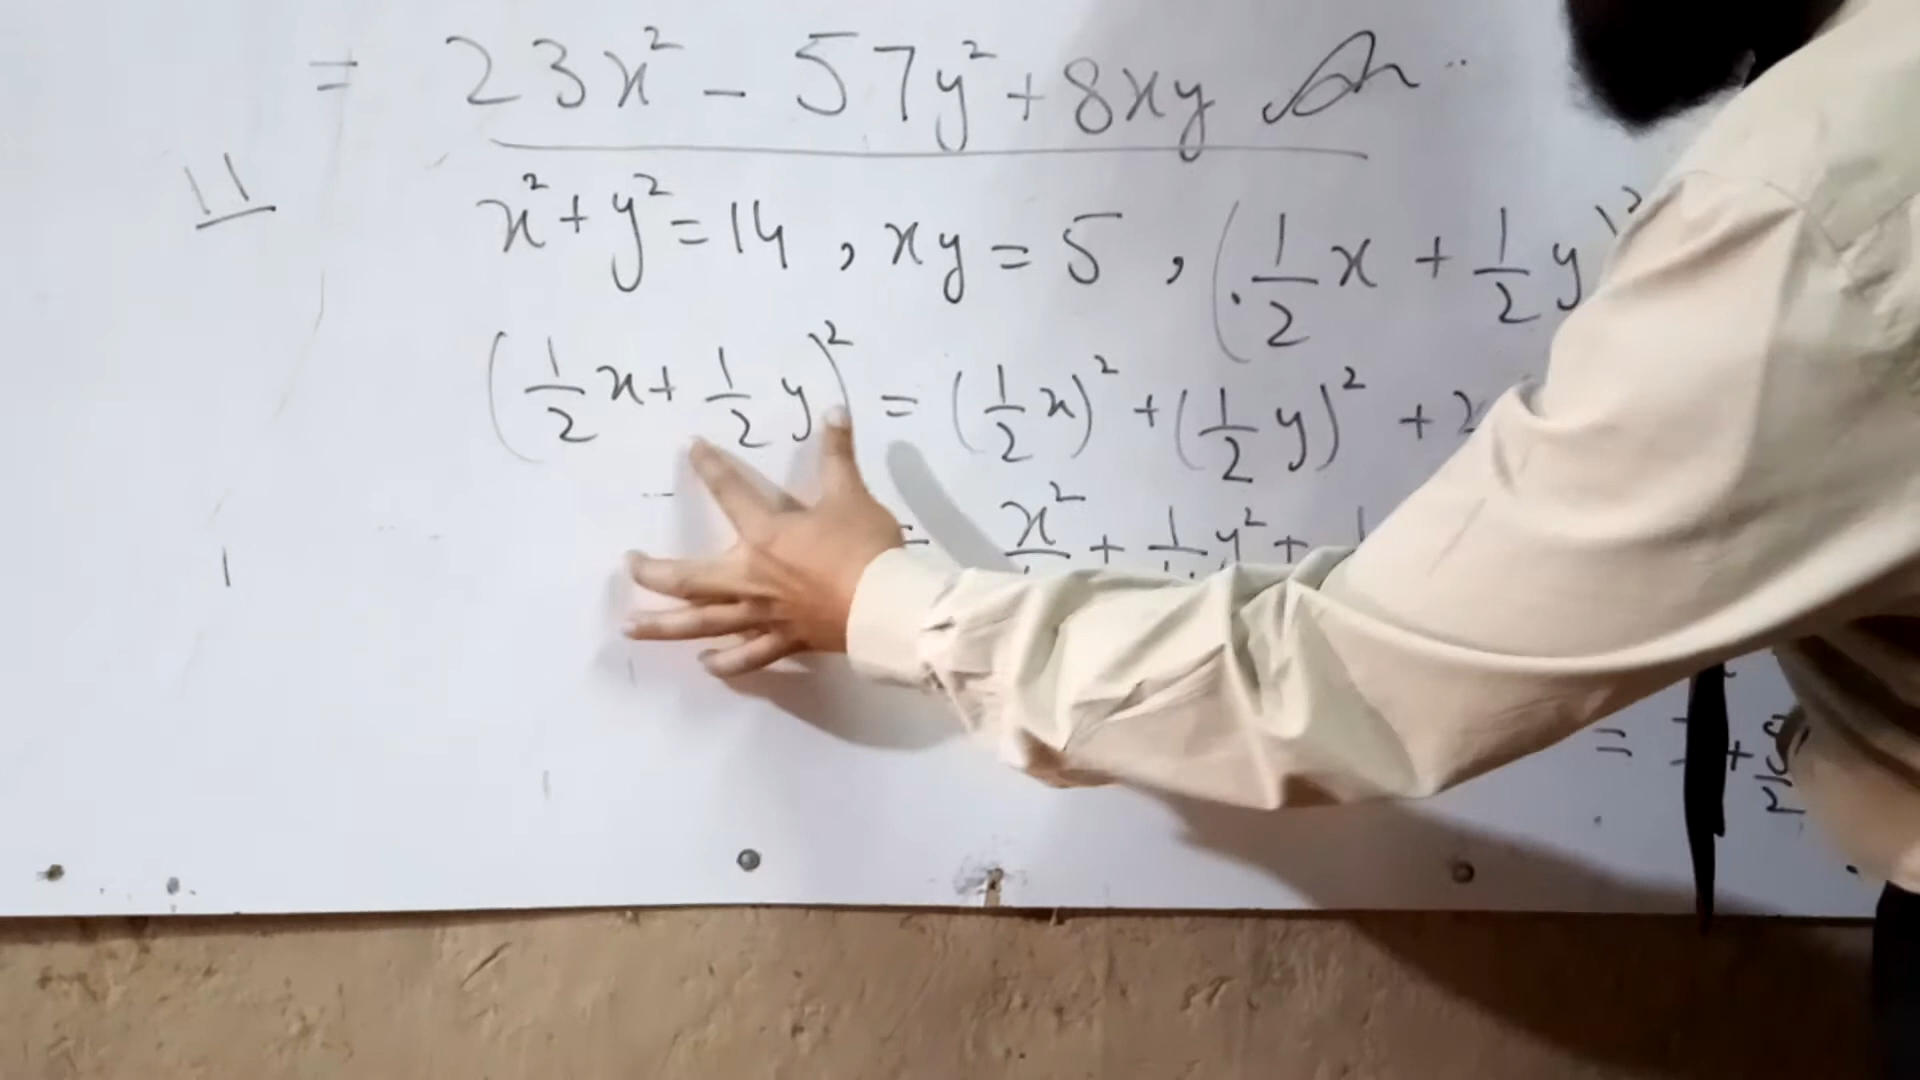 = 23x² - 57y² + 8xy
11 x² + y² = 14 , xy = 5 , (1/2 x + 1/2 y)²
(1/2 x + 1/2 y)² = (1/2 x)² + (1/2 y)² + 2
= x² + 1 y² + 1
= +